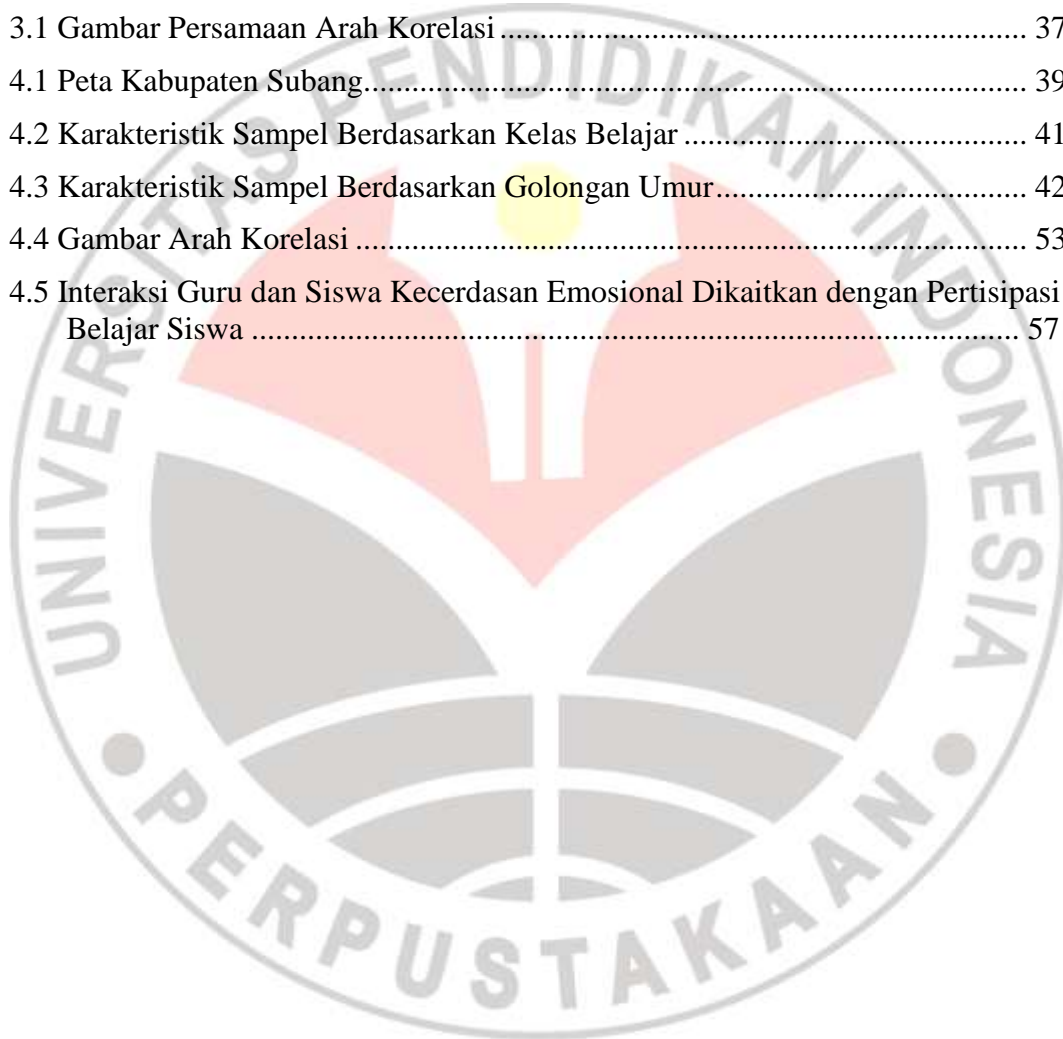 3.1 Gambar Persamaan Arah Korelasi ................................................................ 37
4.1 Peta Kabupaten Subang................................................................................. 39
4.2 Karakteristik Sampel Berdasarkan Kelas Belajar .......................................... 41
4.3 Karakteristik Sampel Berdasarkan Golongan Umur...................................... 42
4.4 Gambar Arah Korelasi .................................................................................. 53
4.5 Interaksi Guru dan Siswa Kecerdasan Emosional Dikaitkan dengan Pertisipasi
Belajar Siswa .............................................................................................. 57
UNIVERSITAS PENDIDIKAN INDONESIA
PERPUSTAKAAN